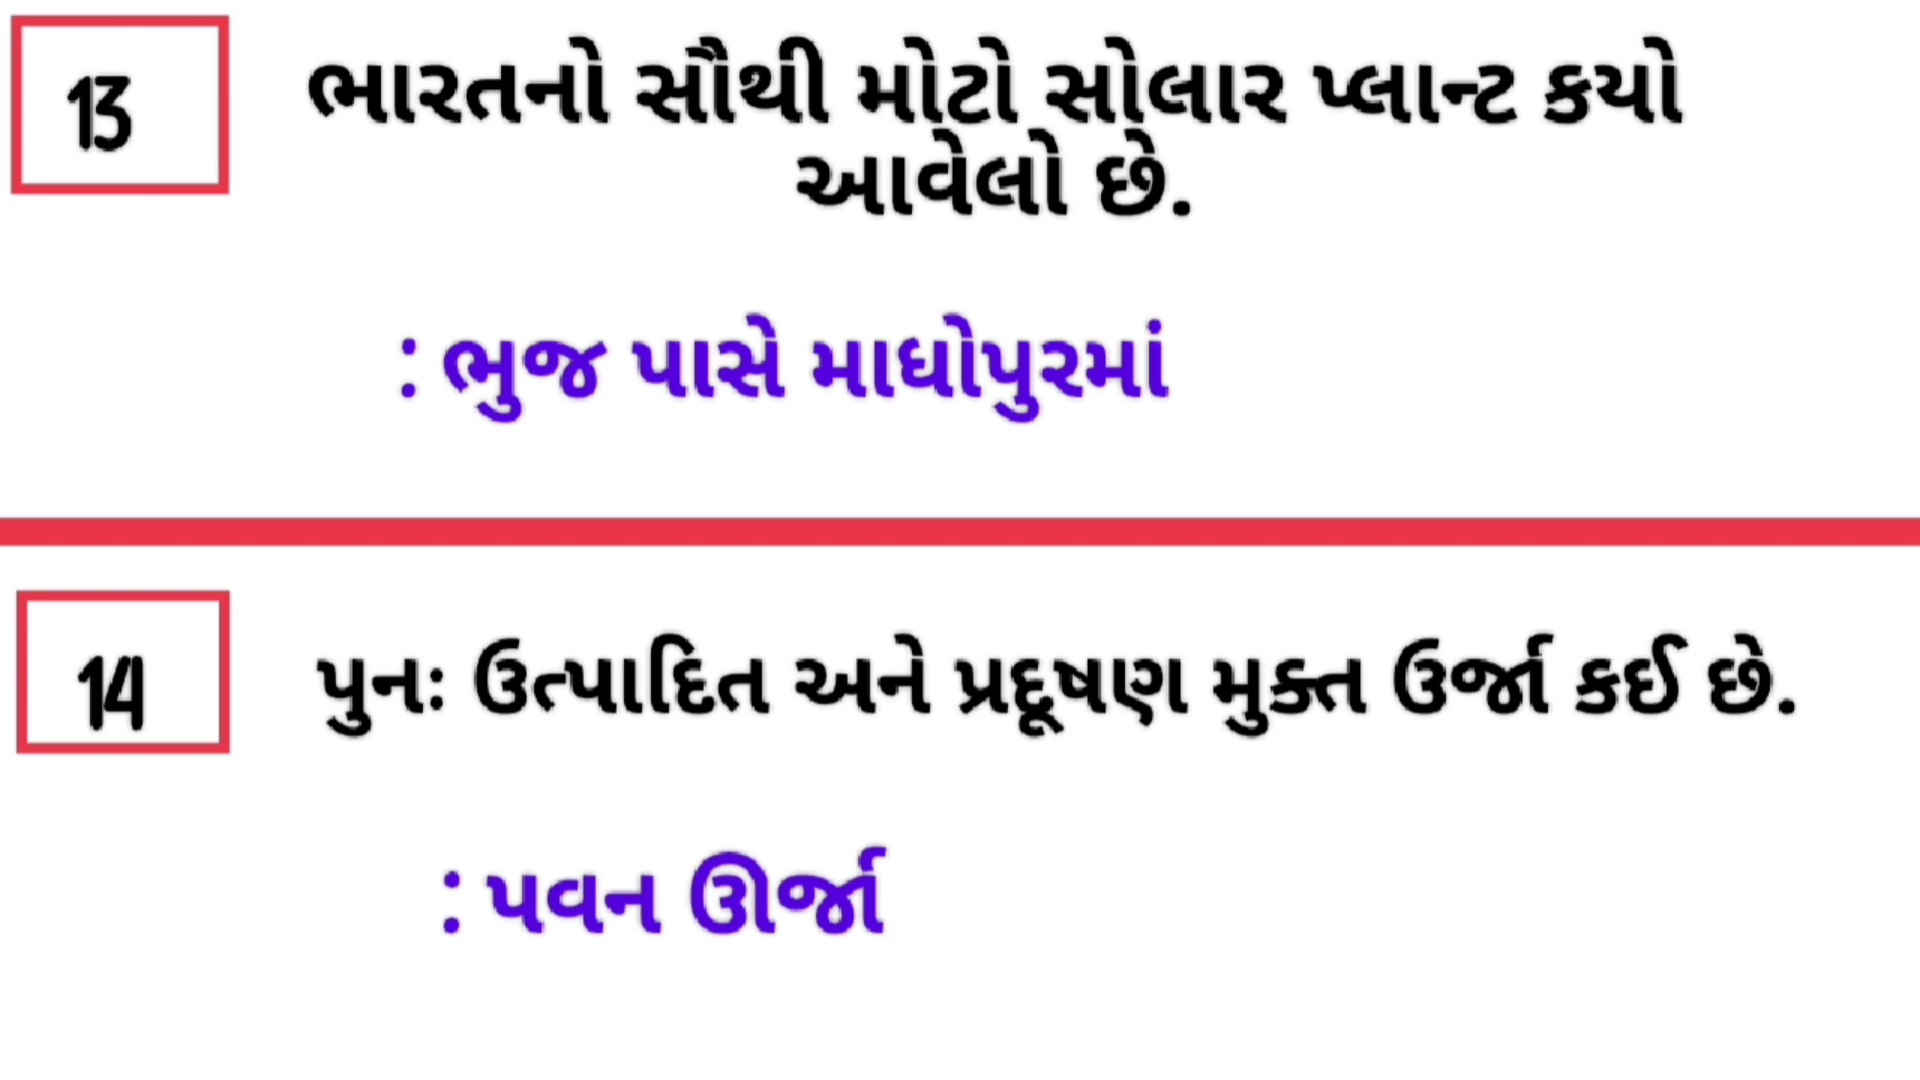 13
ભારતનો સૌથી મોટો સોલાર પ્લાન્ટ કયો
આવેલો છે.
: ભુજ પાસે માધોપુરમાં
14
પુનઃ ઉત્પાદિત અને પ્રદૂષણ મુક્ત ઉર્જા કઈ છે.
: પવન ઊર્જા